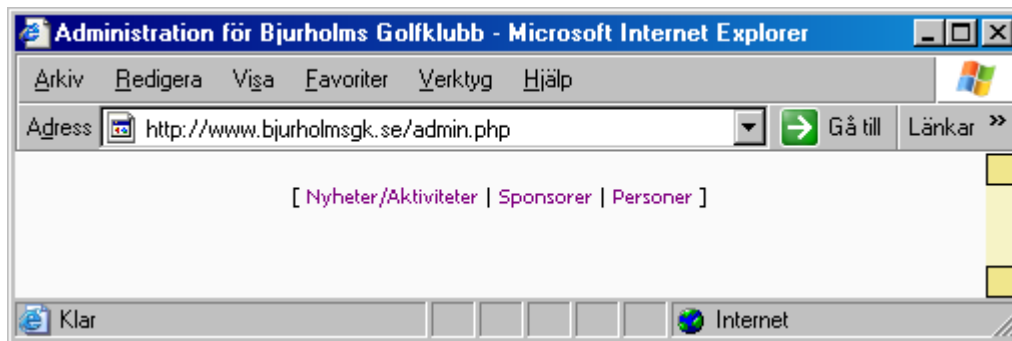 Administration för Bjurholms Golfklubb - Microsoft Internet Explorer
Arkiv Redigera Visa Favoriter Verktyg Hjälp
Adress http://www.bjurholmsgk.se/admin.php Gå till Länkar »
[ Nyheter/Aktiviteter | Sponsorer | Personer ]
Klar Internet